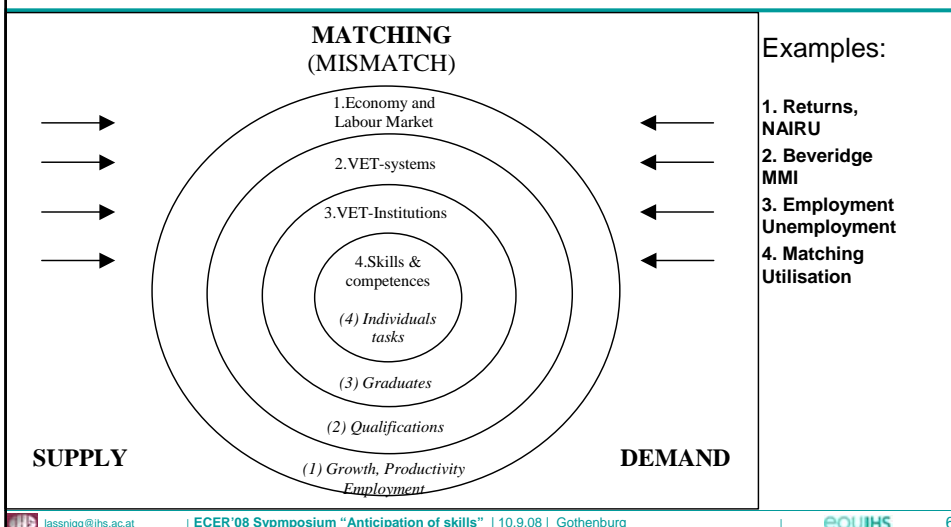 MATCHING
(MISMATCH)
1.Economy and
Labour Market
2.VET-systems
3.VET-Institutions
4.Skills &
competences
(4) Individuals
tasks
(3) Graduates
(2) Qualifications
(1) Growth, Productivity
Employment
SUPPLY
DEMAND
Examples:
1. Returns,
NAIRU
2. Beveridge
MMI
3. Employment
Unemployment
4. Matching
Utilisation
lassnigg@ihs.ac.at | ECER'08 Sypmposium “Anticipation of skills” | 10.9.08 | Gothenburg | equiIHS 6